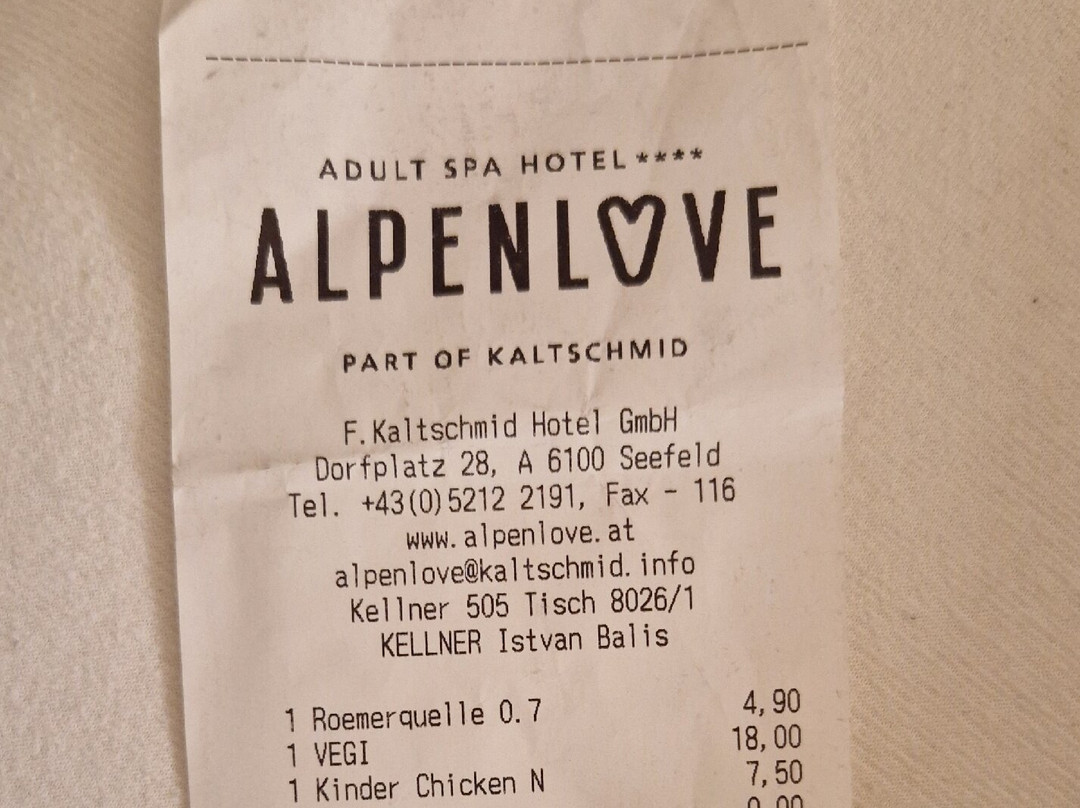 ADULT SPA HOTEL ****
ALPENLOVE
PART OF KALTSCHMID
F.Kaltschmid Hotel GmbH
Dorfplatz 28, A 6100 Seefeld
Tel. +43(0)5212 2191, Fax - 116
www.alpenlove.at
alpenlove@kaltschmid.info
Kellner 505 Tisch 8026/1
KELLNER Istvan Balis
1 Roemerquelle 0.7 4,90
1 VEGI 18,00
1 Kinder Chicken N 7,50